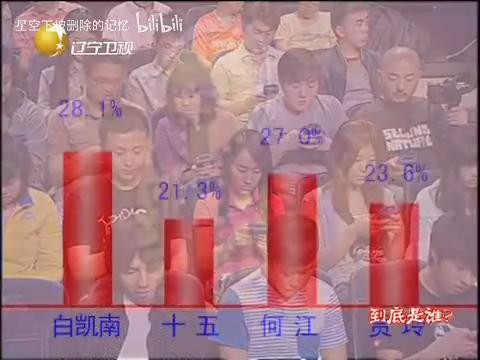 星空下被删除的记忆 bilibili
辽宁卫视
28.1%
21.3%
27.0%
23.6%
白凯南 十五 何江 贾玲
到底是谁?